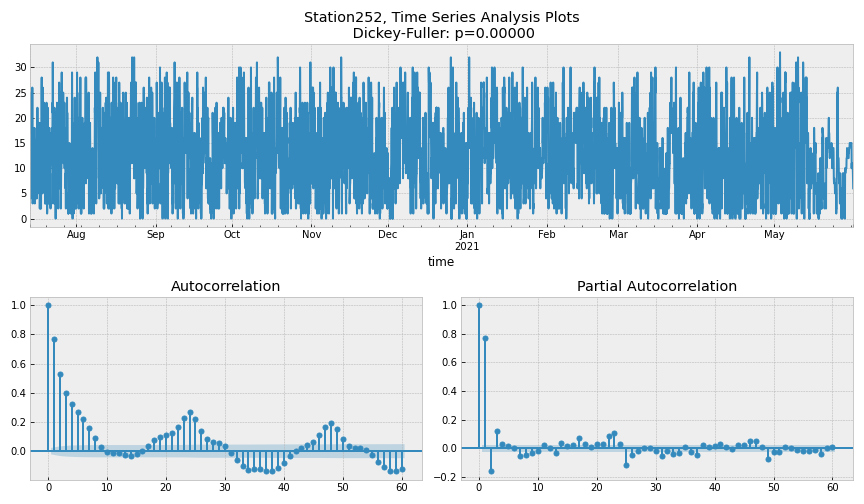 Station252, Time Series Analysis Plots
Dickey-Fuller: p=0.00000
30
25
20
15
10
5
0
Aug Sep Oct Nov Dec Jan Feb Mar Apr May
2021
time
Autocorrelation
1.0
0.8
0.6
0.4
0.2
0.0
0 10 20 30 40 50 60
Partial Autocorrelation
1.0
0.8
0.6
0.4
0.2
0.0
−0.2
0 10 20 30 40 50 60